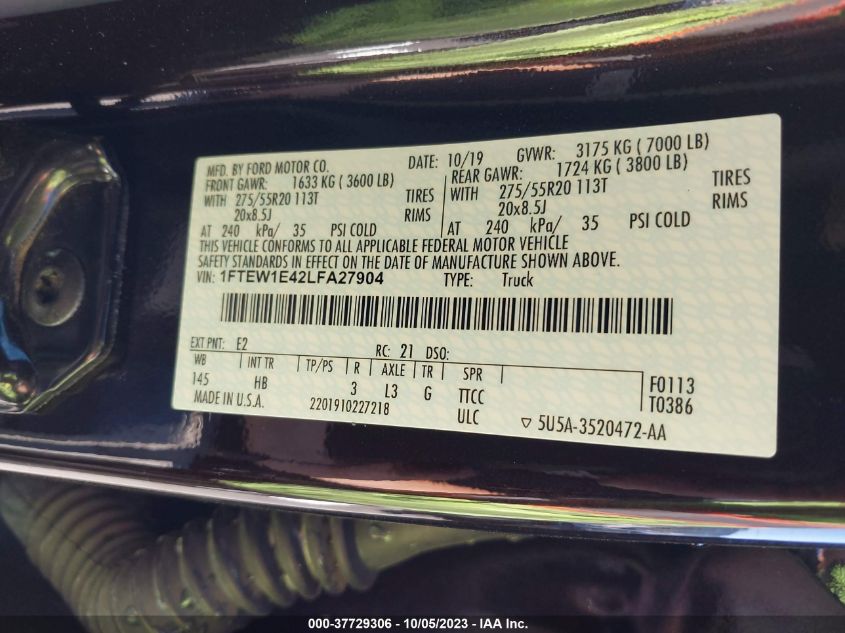 MFD. BY FORD MOTOR CO.
DATE: 10/19 GVWR: 3175 KG ( 7000 LB)
FRONT GAWR: 1633 KG ( 3600 LB)
REAR GAWR: 1724 KG ( 3800 LB)
WITH 275/55R20 113T TIRES
WITH 275/55R20 113T TIRES
20x8.5J RIMS
20x8.5J RIMS
AT 240 kPa/ 35 PSI COLD
AT 240 kPa/ 35 PSI COLD
THIS VEHICLE CONFORMS TO ALL APPLICABLE FEDERAL MOTOR VEHICLE
SAFETY STANDARDS IN EFFECT ON THE DATE OF MANUFACTURE SHOWN ABOVE.
VIN: 1FTEW1E42LFA27904 TYPE: Truck
EXT PNT: E2 RC: 21 DSO:
WB INT TR TP/PS R AXLE TR SPR
145 HB 3 L3 G TTCC F0113
MADE IN U.S.A. 2201910227218 ULC T0386
5U5A-3520472-AA
000-37729306 - 10/05/2023 - IAA Inc.